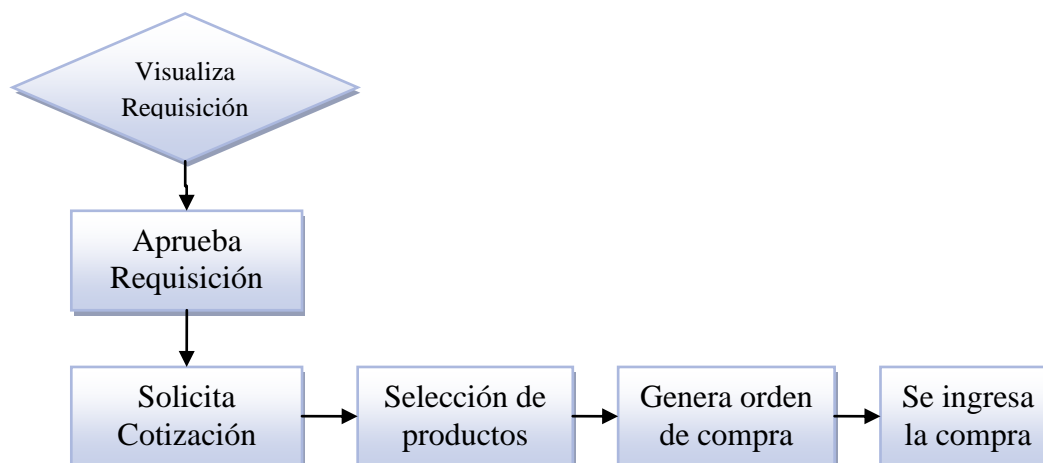 Visualiza
Requisición
Aprueba
Requisición
Solicita
Cotización
Selección de
productos
Genera orden
de compra
Se ingresa
la compra